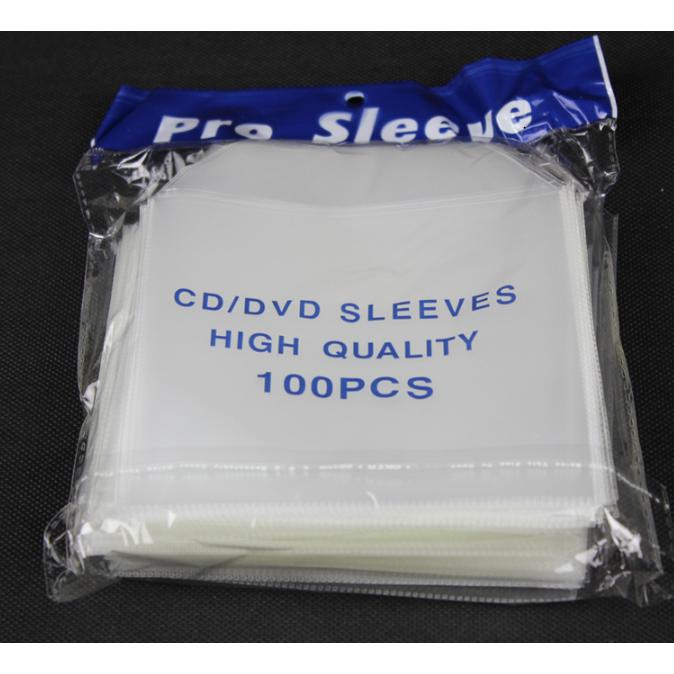 Pro Sleeve
CD/DVD SLEEVES
HIGH QUALITY
100PCS